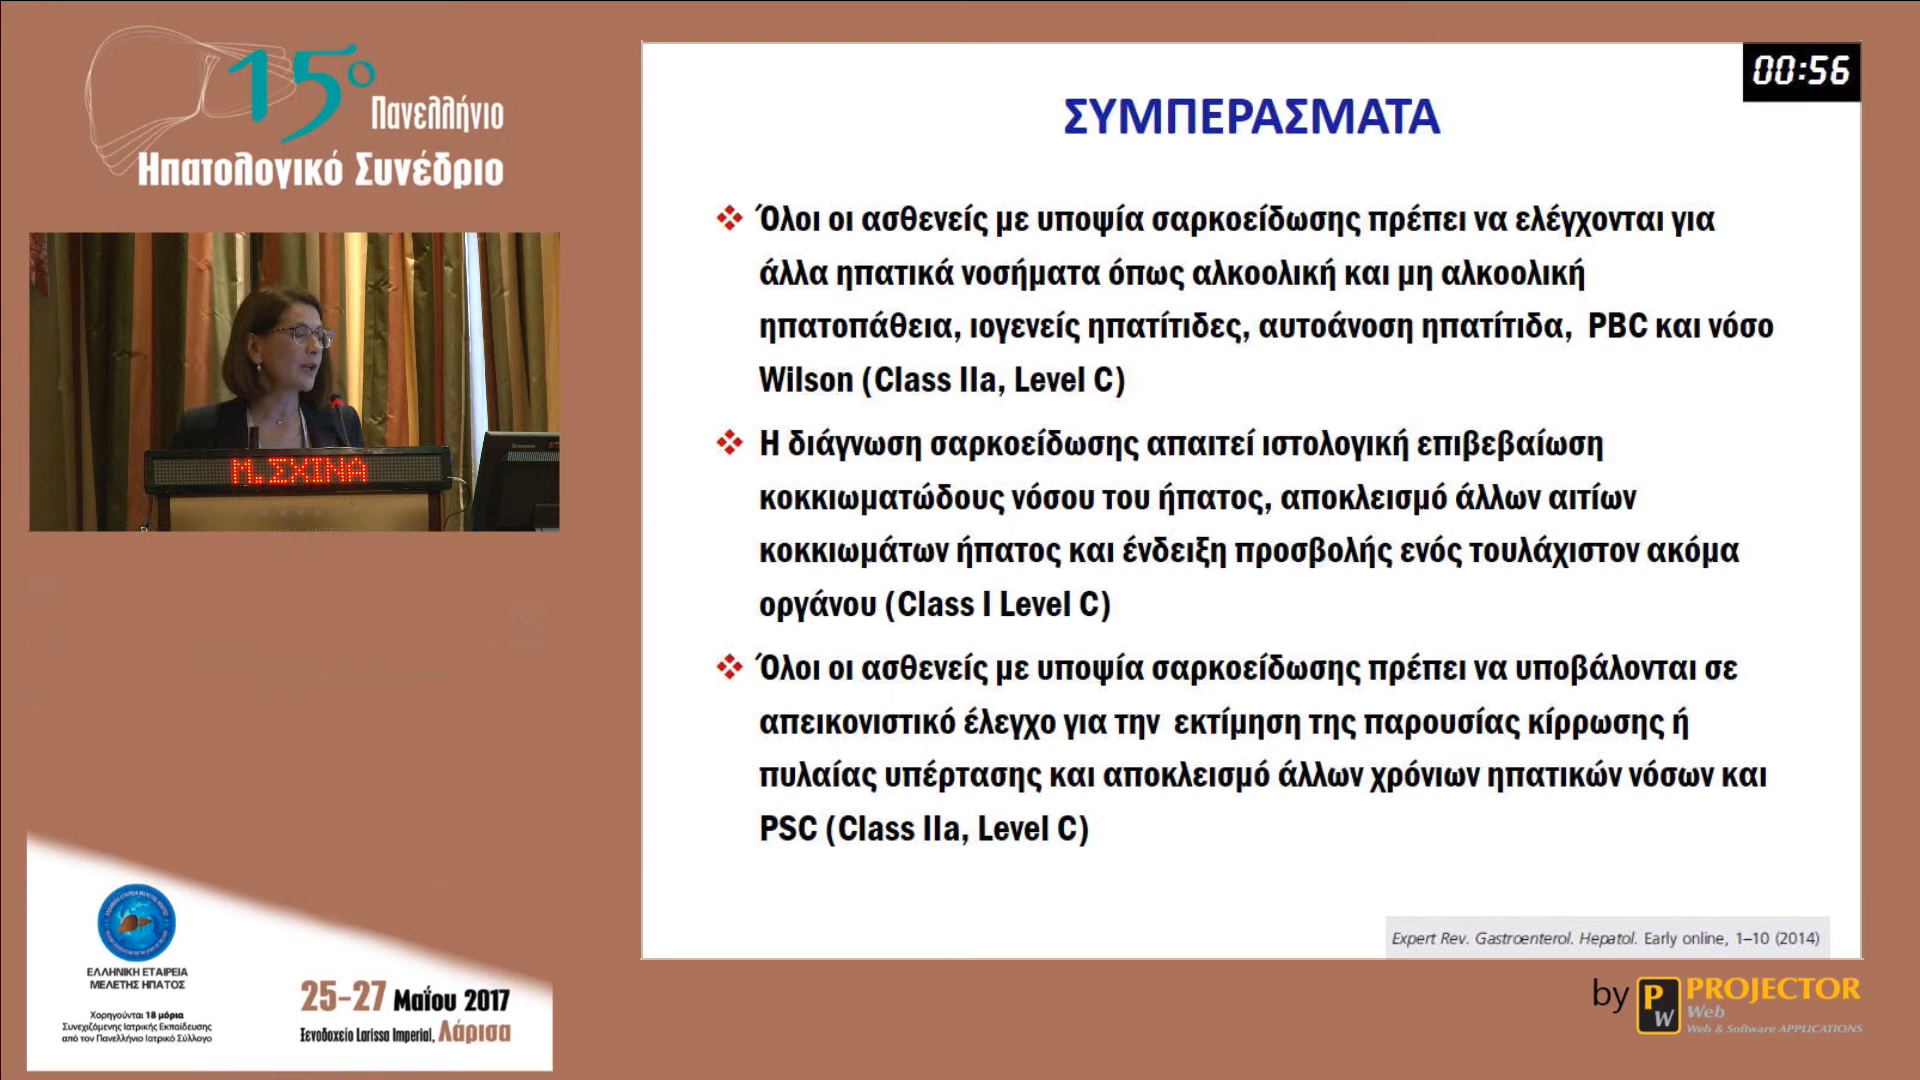 15ο
Πανελλήνιο
Ηπατολογικό Συνέδριο
Μ.ΣΧΙΝΑ
ΕΛΛΗΝΙΚΗ ΕΤΑΙΡΕΙΑ
ΜΕΛΕΤΗΣ ΗΠΑΤΟΣ
Χορηγούνται 18 μόρια
Συνεχιζόμενης Ιατρικής Εκπαίδευσης
από τον Πανελλήνιο Ιατρικό Σύλλογο
25-27 Μαΐου 2017
Ξενοδοχείο Larissa Imperial, Λάρισα
00:56
ΣΥΜΠΕΡΑΣΜΑΤΑ
Όλοι οι ασθενείς με υποψία σαρκοείδωσης πρέπει να ελέγχονται για
άλλα ηπατικά νοσήματα όπως αλκοολική και μη αλκοολική
ηπατοπάθεια, ιογενείς ηπατίτιδες, αυτοάνοση ηπατίτιδα, PBC και νόσο
Wilson (Class IIa, Level C)
Η διάγνωση σαρκοείδωσης απαιτεί ιστολογική επιβεβαίωση
κοκκιωματώδους νόσου του ήπατος, αποκλεισμό άλλων αιτίων
κοκκιωμάτων ήπατος και ένδειξη προσβολής ενός τουλάχιστον ακόμα
οργάνου (Class I Level C)
Όλοι οι ασθενείς με υποψία σαρκοείδωσης πρέπει να υποβάλονται σε
απεικονιστικό έλεγχο για την εκτίμηση της παρουσίας κίρρωσης ή
πυλαίας υπέρτασης και αποκλεισμό άλλων χρόνιων ηπατικών νόσων και
PSC (Class IIa, Level C)
Expert Rev. Gastroenterol. Hepatol. Early online, 1–10 (2014)
by PW PROJECTOR
Web
Web & Software APPLICATIONS